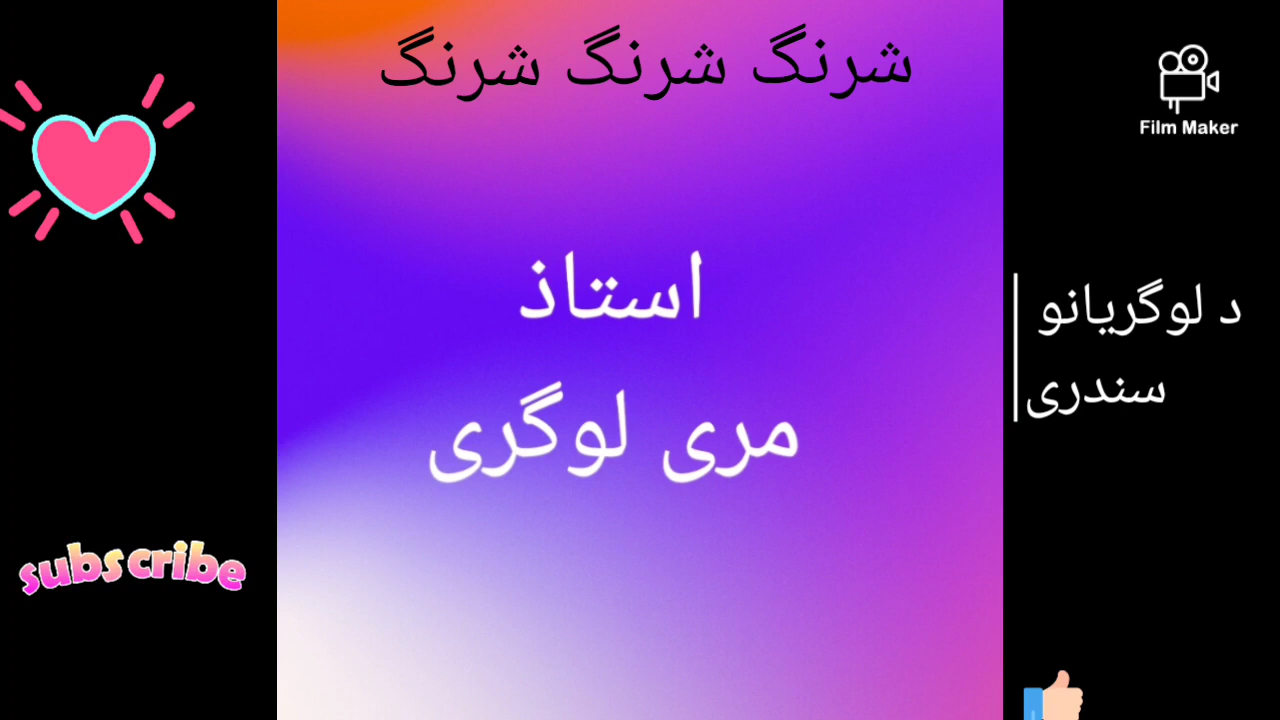 شرنگ شرنگ شرنگ
Film Maker
استاذ
مری لوگری
د لوگریانو
سندری
subscribe